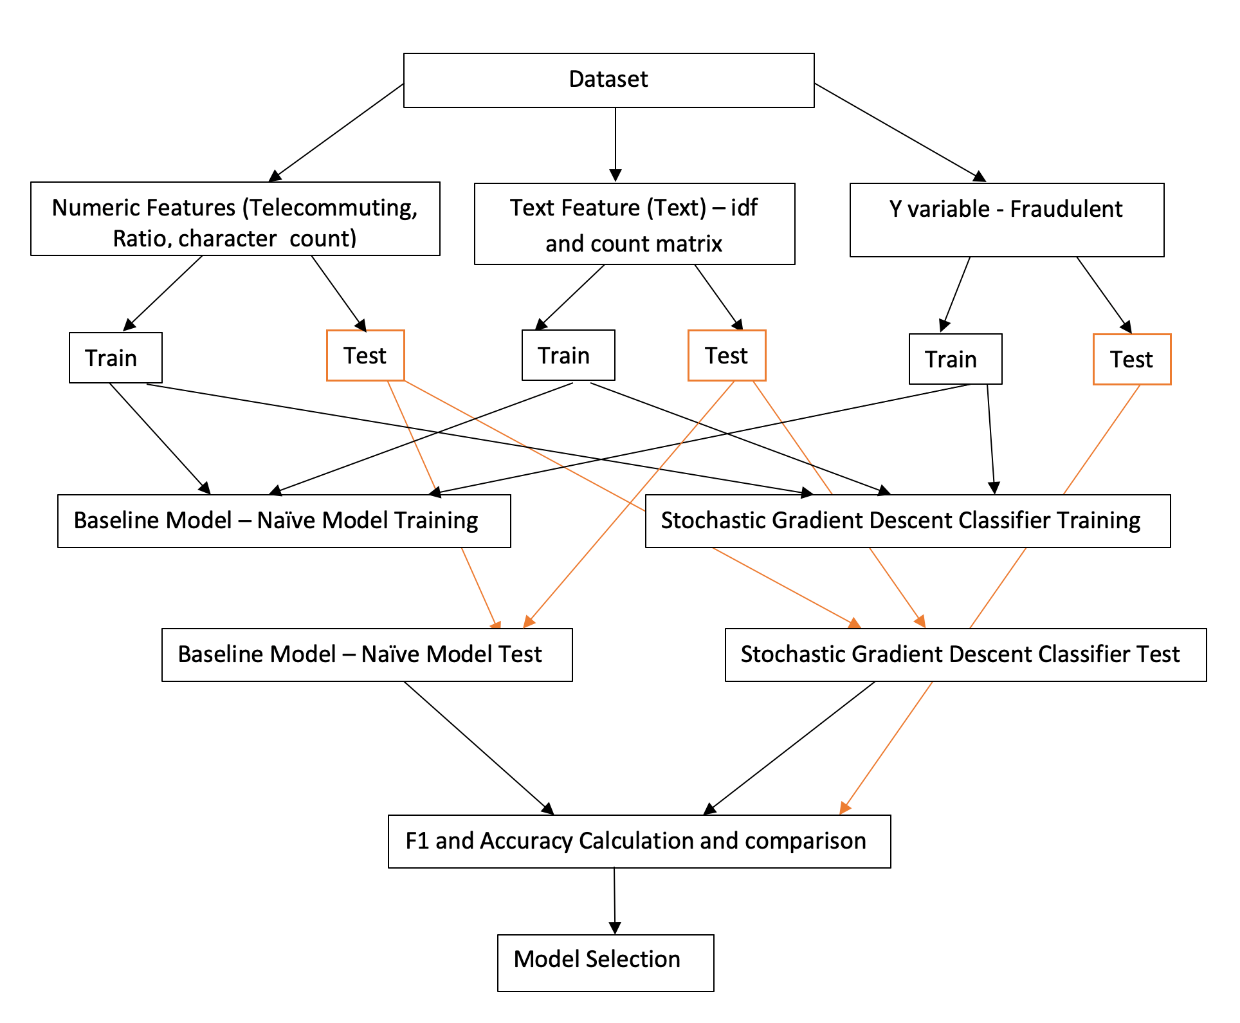 Dataset
Numeric Features (Telecommuting,
Ratio, character count)
Text Feature (Text) – idf
and count matrix
Y variable - Fraudulent
Train
Test
Train
Test
Train
Test
Baseline Model – Naïve Model Training
Stochastic Gradient Descent Classifier Training
Baseline Model – Naïve Model Test
Stochastic Gradient Descent Classifier Test
F1 and Accuracy Calculation and comparison
Model Selection